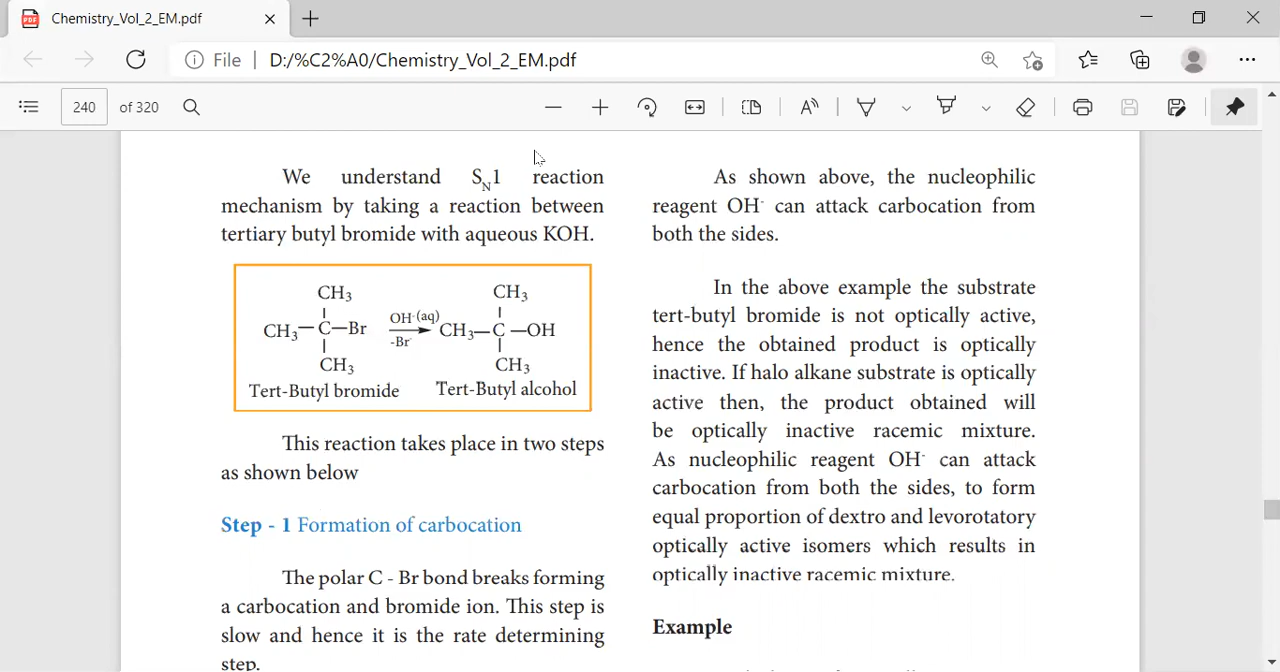 Chemistry_Vol_2_EM.pdf
File | D:/%C2%A0/Chemistry_Vol_2_EM.pdf
240 of 320
We understand SN1 reaction
mechanism by taking a reaction between
tertiary butyl bromide with aqueous KOH.
CH3
CH3—C—Br
CH3
Tert-Butyl bromide
OH-(aq)
-Br-
CH3
CH3—C—OH
CH3
Tert-Butyl alcohol
This reaction takes place in two steps
as shown below
Step - 1 Formation of carbocation
The polar C - Br bond breaks forming
a carbocation and bromide ion. This step is
slow and hence it is the rate determining
step.
As shown above, the nucleophilic
reagent OH- can attack carbocation from
both the sides.
In the above example the substrate
tert-butyl bromide is not optically active,
hence the obtained product is optically
inactive. If halo alkane substrate is optically
active then, the product obtained will
be optically inactive racemic mixture.
As nucleophilic reagent OH- can attack
carbocation from both the sides, to form
equal proportion of dextro and levorotatory
optically active isomers which results in
optically inactive racemic mixture.
Example